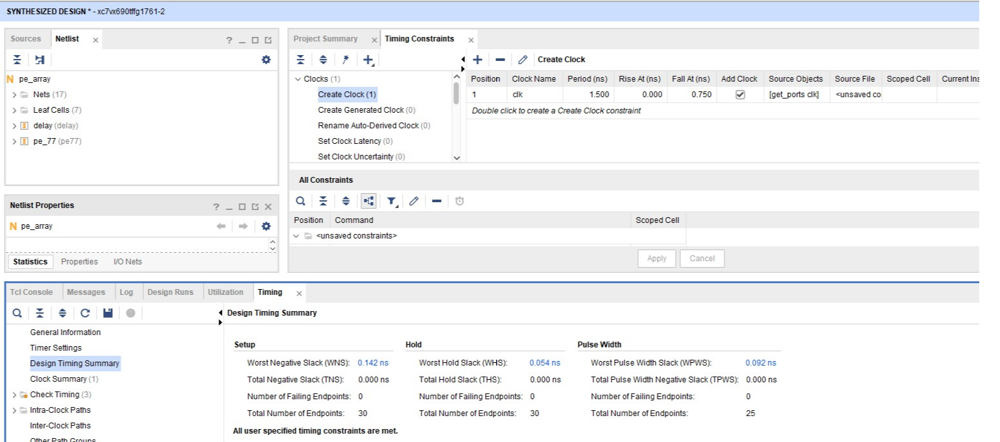 SYNTHESIZED DESIGN * - xc7vx690tffg1761-2
Sources Netlist
pe_array
Nets (17)
Leaf Cells (7)
delay (delay)
pe_77 (pe77)
Netlist Properties
pe_array
Statistics Properties I/O Nets
Project Summary Timing Constraints
Clocks (1)
Create Clock (1)
Create Generated Clock (0)
Rename Auto-Derived Clock (0)
Set Clock Latency (0)
Set Clock Uncertainty (0)
Create Clock
Position Clock Name Period (ns) Rise At (ns) Fall At (ns) Add Clock Source Objects Source File Scoped Cell Current Ins
1 clk 1.500 0.000 0.750 [get_ports clk] <unsaved co
Double click to create a Create Clock constraint
All Constraints
Position Command Scoped Cell
<unsaved constraints>
Apply Cancel
Tcl Console Messages Log Design Runs Utilization Timing
General Information
Timer Settings
Design Timing Summary
Clock Summary (1)
Check Timing (3)
Intra-Clock Paths
Inter-Clock Paths
Other Path Groups
Design Timing Summary
Setup Hold Pulse Width
Worst Negative Slack (WNS): 0.142 ns Worst Hold Slack (WHS): 0.054 ns Worst Pulse Width Slack (WPWS): 0.092 ns
Total Negative Slack (TNS): 0.000 ns Total Hold Slack (THS): 0.000 ns Total Pulse Width Negative Slack (TPWS): 0.000 ns
Number of Failing Endpoints: 0 Number of Failing Endpoints: 0 Number of Failing Endpoints: 0
Total Number of Endpoints: 30 Total Number of Endpoints: 30 Total Number of Endpoints: 25
All user specified timing constraints are met.